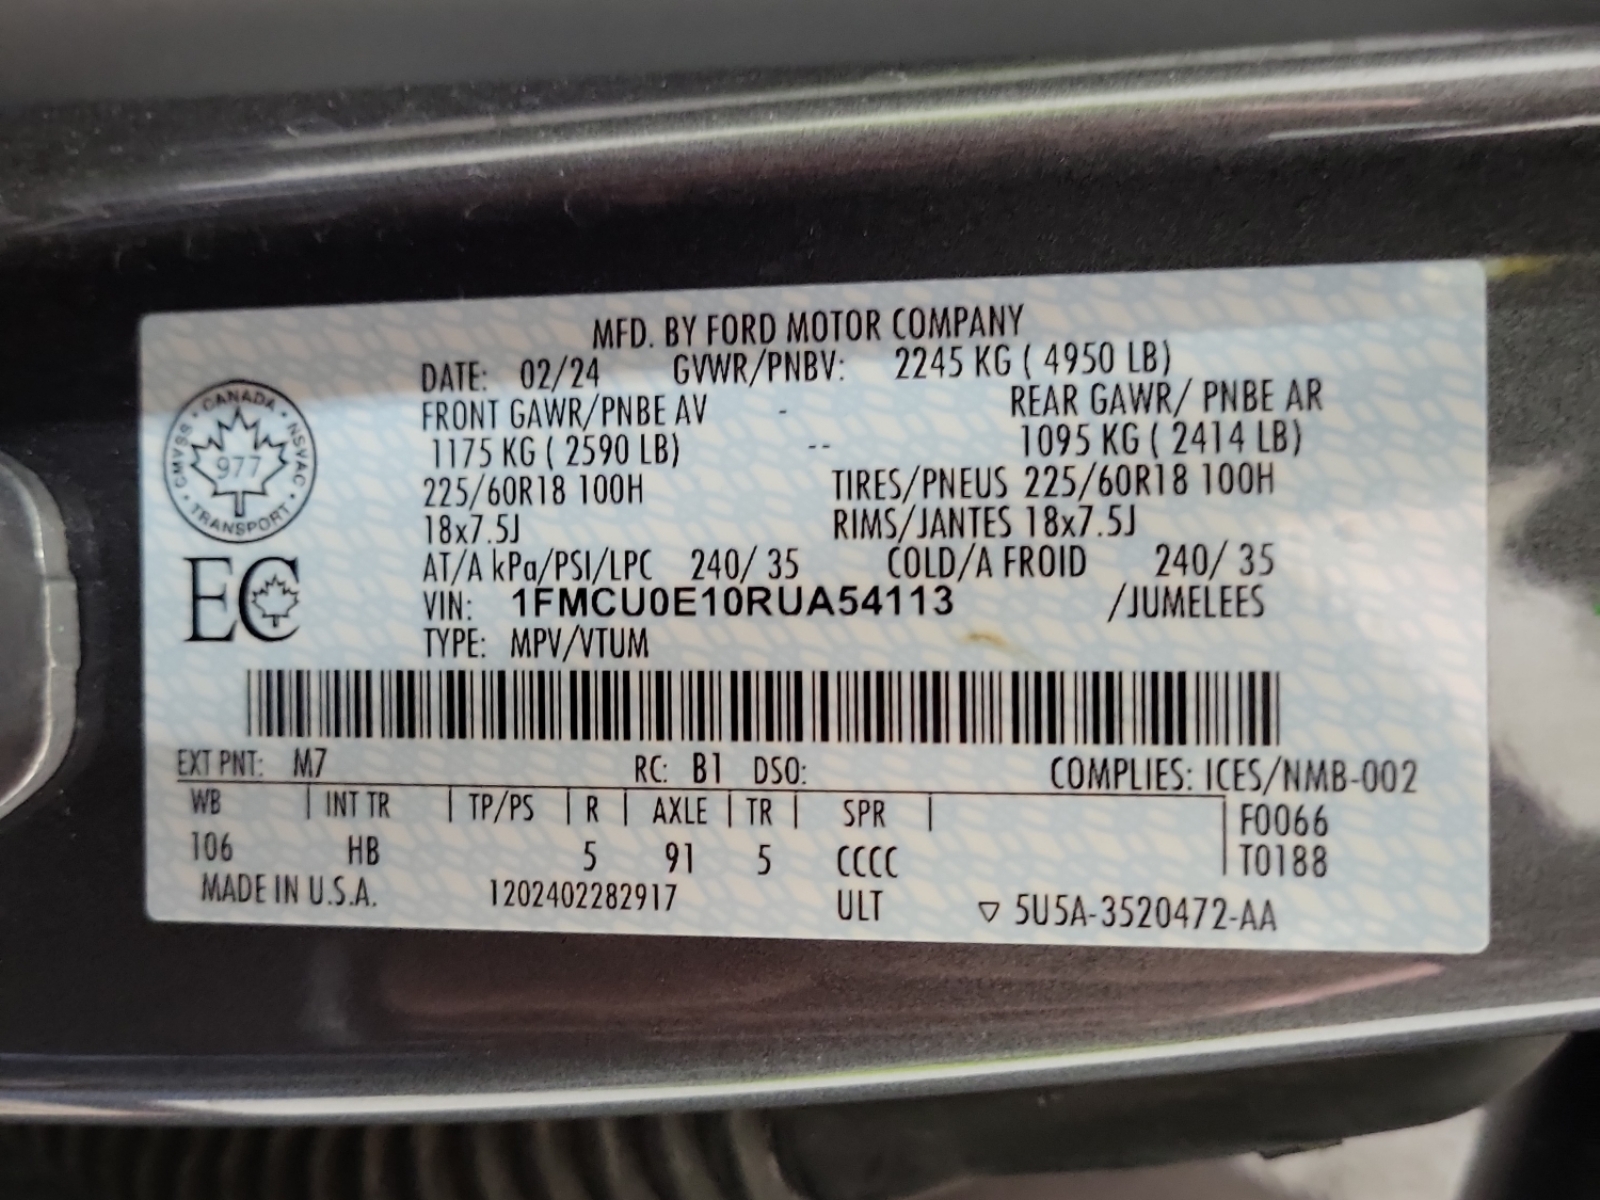 MFD. BY FORD MOTOR COMPANY
DATE: 02/24 GVWR/PNBV: 2245 KG ( 4950 LB)
FRONT GAWR/PNBE AV - REAR GAWR/ PNBE AR
1175 KG ( 2590 LB) -- 1095 KG ( 2414 LB)
225/60R18 100H TIRES/PNEUS 225/60R18 100H
18x7.5J RIMS/JANTES 18x7.5J
AT/A kPa/PSI/LPC 240/ 35 COLD/A FROID 240/ 35
VIN: 1FMCU0E10RUA54113 /JUMELEES
TYPE: MPV/VTUM
CANADA
CMVSS NSVAC
977
TRANSPORT
EC
EXT PNT: M7 RC: B1 DSO: COMPLIES: ICES/NMB-002
WB | INT TR | TP/PS | R | AXLE | TR | SPR | F0066
106 HB 5 91 5 CCCC | T0188
MADE IN U.S.A. 1202402282917 ULT ▽ 5U5A-3520472-AA